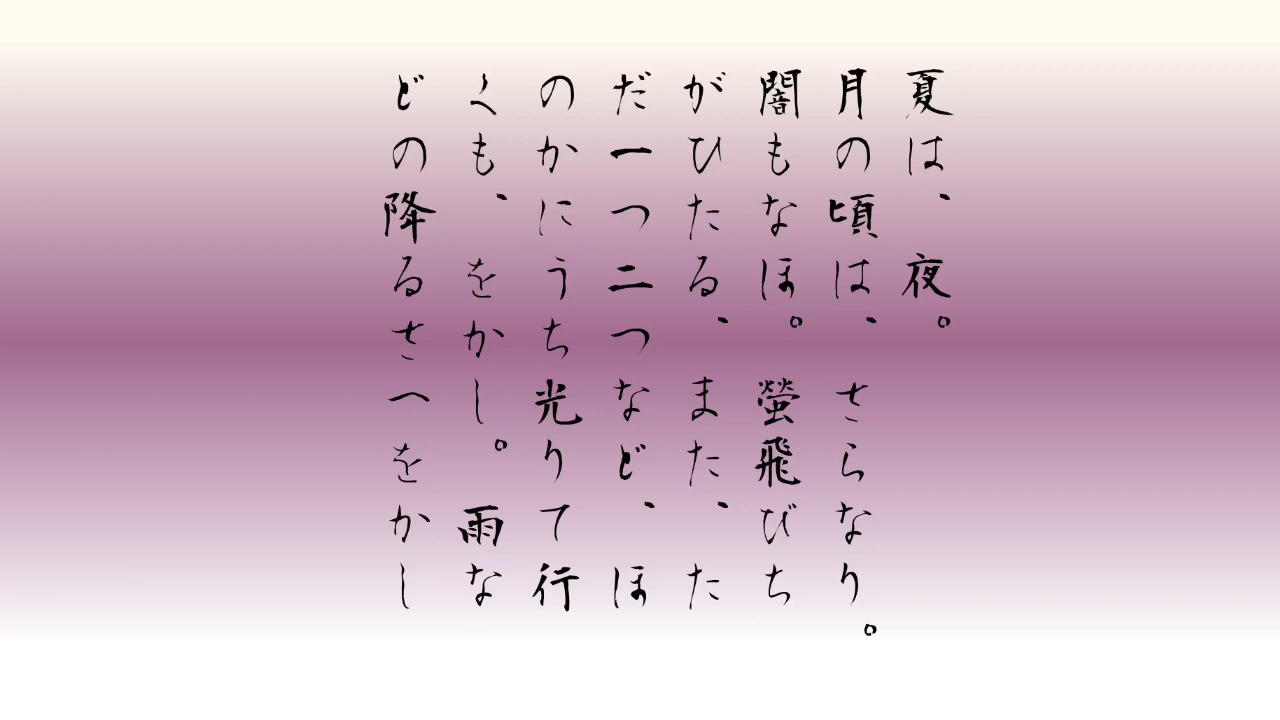 夏は、夜。
月の頃は、さらなり。
闇もなほ。螢飛びち
がひたる、また、た
だ一つ二つなど、ほ
のかにうち光りて行
くも、をかし。雨な
どの降るさへをかし